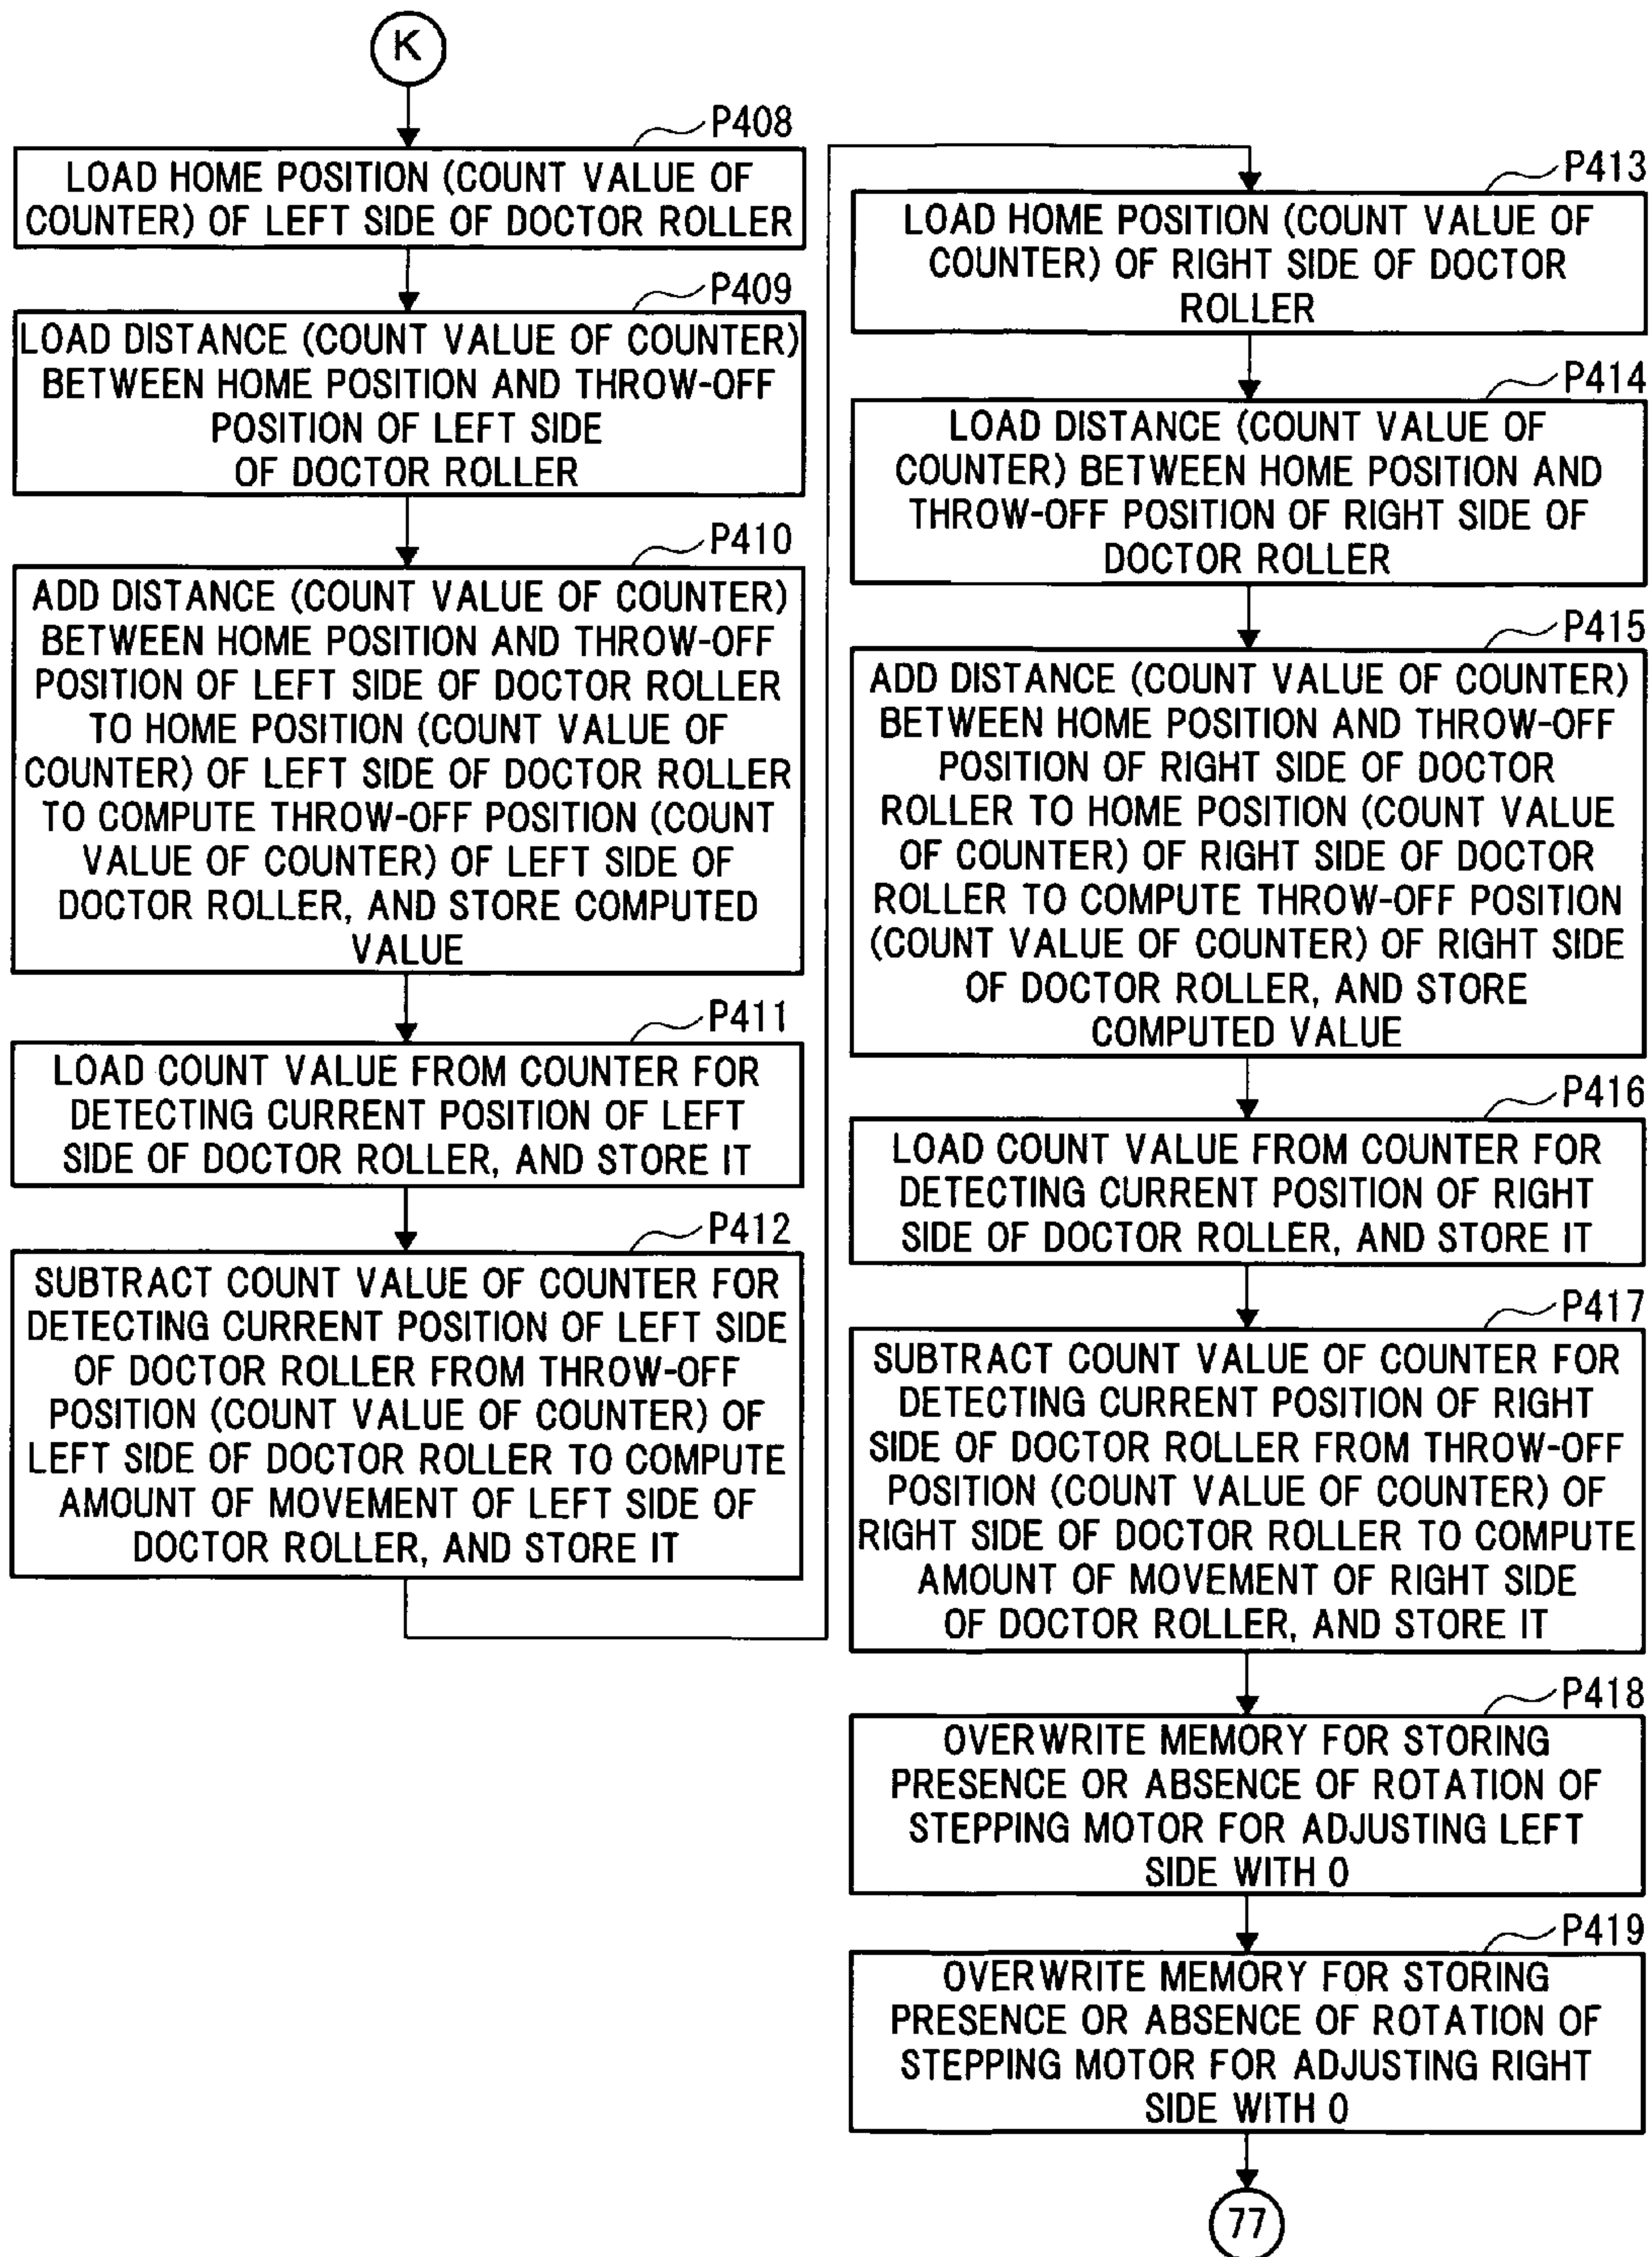 K
P408
LOAD HOME POSITION (COUNT VALUE OF
COUNTER) OF LEFT SIDE OF DOCTOR ROLLER
P409
LOAD DISTANCE (COUNT VALUE OF COUNTER)
BETWEEN HOME POSITION AND THROW-OFF
POSITION OF LEFT SIDE
OF DOCTOR ROLLER
P410
ADD DISTANCE (COUNT VALUE OF COUNTER)
BETWEEN HOME POSITION AND THROW-OFF
POSITION OF LEFT SIDE OF DOCTOR ROLLER
TO HOME POSITION (COUNT VALUE OF
COUNTER) OF LEFT SIDE OF DOCTOR ROLLER
TO COMPUTE THROW-OFF POSITION (COUNT
VALUE OF COUNTER) OF LEFT SIDE OF
DOCTOR ROLLER, AND STORE COMPUTED
VALUE
P411
LOAD COUNT VALUE FROM COUNTER FOR
DETECTING CURRENT POSITION OF LEFT
SIDE OF DOCTOR ROLLER, AND STORE IT
P412
SUBTRACT COUNT VALUE OF COUNTER FOR
DETECTING CURRENT POSITION OF LEFT SIDE
OF DOCTOR ROLLER FROM THROW-OFF
POSITION (COUNT VALUE OF COUNTER) OF
LEFT SIDE OF DOCTOR ROLLER TO COMPUTE
AMOUNT OF MOVEMENT OF LEFT SIDE OF
DOCTOR ROLLER, AND STORE IT
P413
LOAD HOME POSITION (COUNT VALUE OF
COUNTER) OF RIGHT SIDE OF DOCTOR
ROLLER
P414
LOAD DISTANCE (COUNT VALUE OF
COUNTER) BETWEEN HOME POSITION AND
THROW-OFF POSITION OF RIGHT SIDE OF
DOCTOR ROLLER
P415
ADD DISTANCE (COUNT VALUE OF COUNTER)
BETWEEN HOME POSITION AND THROW-OFF
POSITION OF RIGHT SIDE OF DOCTOR
ROLLER TO HOME POSITION (COUNT VALUE
OF COUNTER) OF RIGHT SIDE OF DOCTOR
ROLLER TO COMPUTE THROW-OFF POSITION
(COUNT VALUE OF COUNTER) OF RIGHT SIDE
OF DOCTOR ROLLER, AND STORE
COMPUTED VALUE
P416
LOAD COUNT VALUE FROM COUNTER FOR
DETECTING CURRENT POSITION OF RIGHT
SIDE OF DOCTOR ROLLER, AND STORE IT
P417
SUBTRACT COUNT VALUE OF COUNTER FOR
DETECTING CURRENT POSITION OF RIGHT
SIDE OF DOCTOR ROLLER FROM THROW-OFF
POSITION (COUNT VALUE OF COUNTER) OF
RIGHT SIDE OF DOCTOR ROLLER TO COMPUTE
AMOUNT OF MOVEMENT OF RIGHT SIDE
OF DOCTOR ROLLER, AND STORE IT
P418
OVERWRITE MEMORY FOR STORING
PRESENCE OR ABSENCE OF ROTATION OF
STEPPING MOTOR FOR ADJUSTING LEFT
SIDE WITH 0
P419
OVERWRITE MEMORY FOR STORING
PRESENCE OR ABSENCE OF ROTATION OF
STEPPING MOTOR FOR ADJUSTING RIGHT
SIDE WITH 0
77